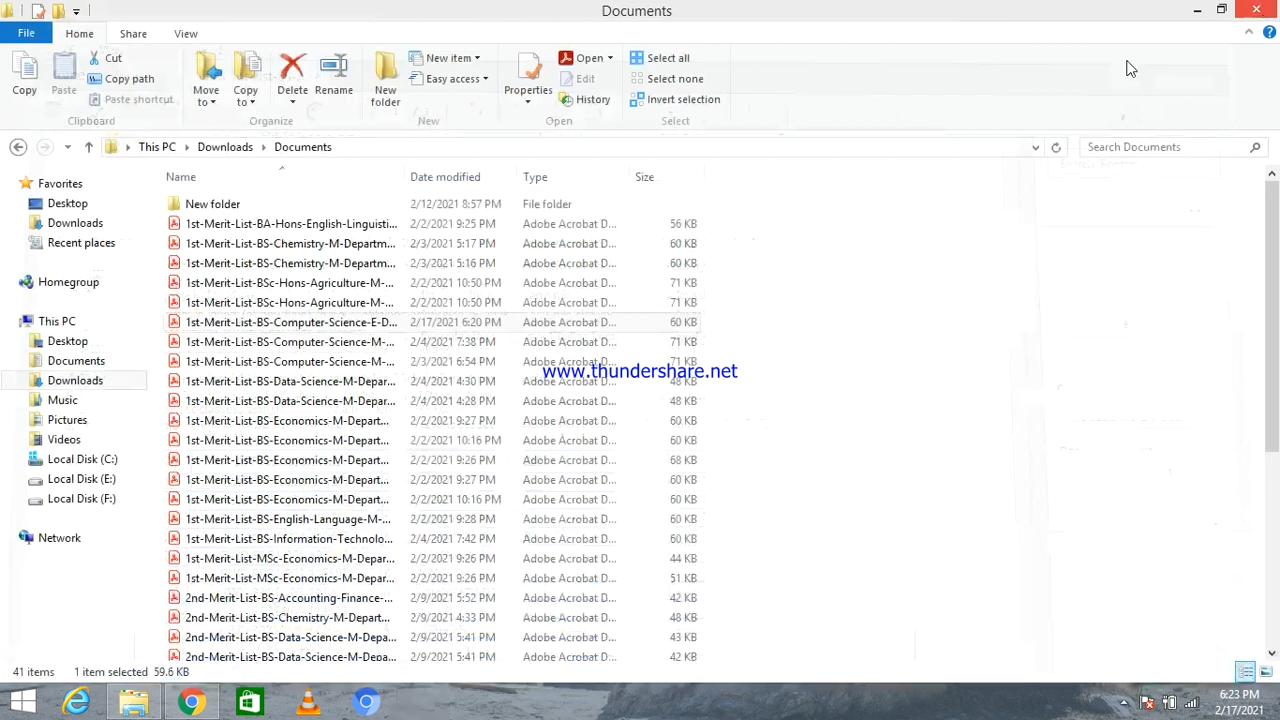 Documents
File Home Share View
Copy
Paste
Cut
Copy path
Paste shortcut
Clipboard
Move to
Copy to
Delete
Rename
Organize
New folder
New item
Easy access
New
Properties
Open
Edit
History
Open
Select all
Select none
Invert selection
Select
This PC Downloads Documents
Search Documents
Name Date modified Type Size
Favorites
Desktop
Downloads
Recent places
Homegroup
This PC
Desktop
Documents
Downloads
Music
Pictures
Videos
Local Disk (C:)
Local Disk (E:)
Local Disk (F:)
Network
New folder 2/12/2021 8:57 PM File folder
1st-Merit-List-BA-Hons-English-Linguisti... 2/2/2021 9:25 PM Adobe Acrobat D... 56 KB
1st-Merit-List-BS-Chemistry-M-Departm... 2/3/2021 5:17 PM Adobe Acrobat D... 60 KB
1st-Merit-List-BS-Chemistry-M-Departm... 2/3/2021 5:16 PM Adobe Acrobat D... 60 KB
1st-Merit-List-BSc-Hons-Agriculture-M-... 2/2/2021 10:50 PM Adobe Acrobat D... 71 KB
1st-Merit-List-BSc-Hons-Agriculture-M-... 2/2/2021 10:50 PM Adobe Acrobat D... 71 KB
1st-Merit-List-BS-Computer-Science-E-D... 2/17/2021 6:20 PM Adobe Acrobat D... 60 KB
1st-Merit-List-BS-Computer-Science-M-... 2/4/2021 7:38 PM Adobe Acrobat D... 71 KB
1st-Merit-List-BS-Computer-Science-M-... 2/3/2021 6:54 PM Adobe Acrobat D... 71 KB
www.thundershare.net
1st-Merit-List-BS-Data-Science-M-Depar... 2/4/2021 4:30 PM Adobe Acrobat D... 48 KB
1st-Merit-List-BS-Data-Science-M-Depar... 2/4/2021 4:28 PM Adobe Acrobat D... 48 KB
1st-Merit-List-BS-Economics-M-Depart... 2/2/2021 9:27 PM Adobe Acrobat D... 60 KB
1st-Merit-List-BS-Economics-M-Depart... 2/2/2021 10:16 PM Adobe Acrobat D... 60 KB
1st-Merit-List-BS-Economics-M-Depart... 2/2/2021 9:26 PM Adobe Acrobat D... 68 KB
1st-Merit-List-BS-Economics-M-Depart... 2/2/2021 9:27 PM Adobe Acrobat D... 60 KB
1st-Merit-List-BS-Economics-M-Depart... 2/2/2021 10:16 PM Adobe Acrobat D... 60 KB
1st-Merit-List-BS-English-Language-M-... 2/2/2021 9:28 PM Adobe Acrobat D... 60 KB
1st-Merit-List-BS-Information-Technolo... 2/4/2021 7:42 PM Adobe Acrobat D... 60 KB
1st-Merit-List-MSc-Economics-M-Depar... 2/2/2021 9:26 PM Adobe Acrobat D... 44 KB
1st-Merit-List-MSc-Economics-M-Depar... 2/2/2021 9:26 PM Adobe Acrobat D... 51 KB
2nd-Merit-List-BS-Accounting-Finance-... 2/9/2021 5:52 PM Adobe Acrobat D... 42 KB
2nd-Merit-List-BS-Chemistry-M-Depart... 2/9/2021 4:33 PM Adobe Acrobat D... 48 KB
2nd-Merit-List-BS-Data-Science-M-Depa... 2/9/2021 5:41 PM Adobe Acrobat D... 43 KB
2nd-Merit-List-BS-Data-Science-M-Depa... 2/9/2021 5:41 PM Adobe Acrobat D... 42 KB
41 items 1 item selected 59.6 KB
6:23 PM
2/17/2021